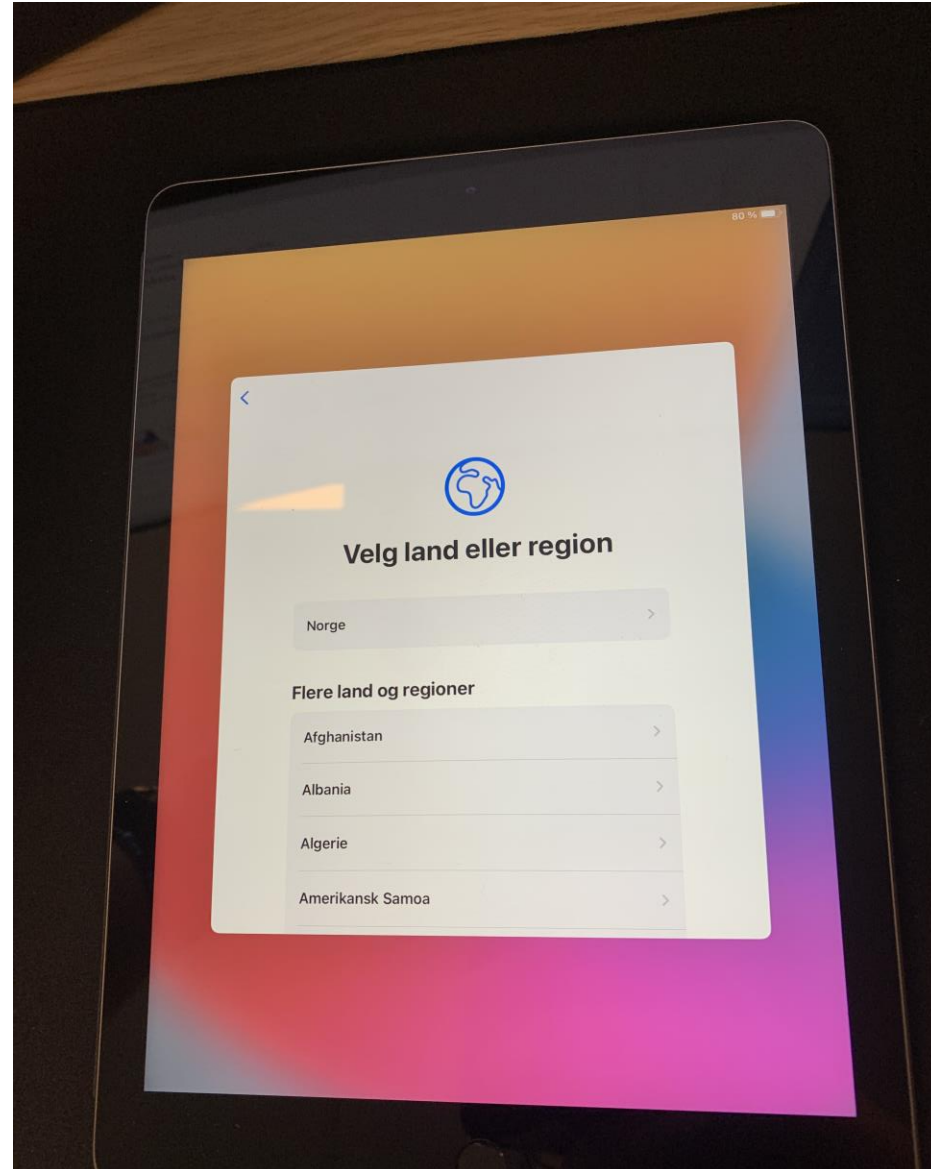 80 %
Velg land eller region
Norge
Flere land og regioner
Afghanistan
Albania
Algerie
Amerikansk Samoa